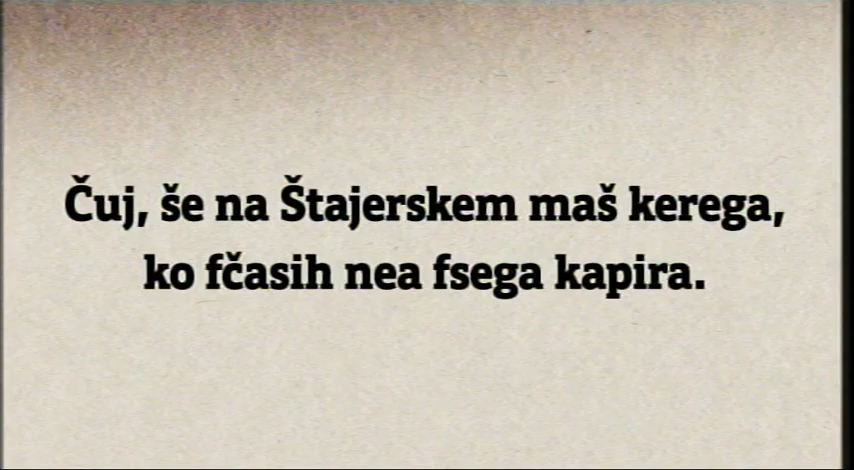 Čuj, še na Štajerskem maš kerega,
ko fčasih nea fsega kapira.